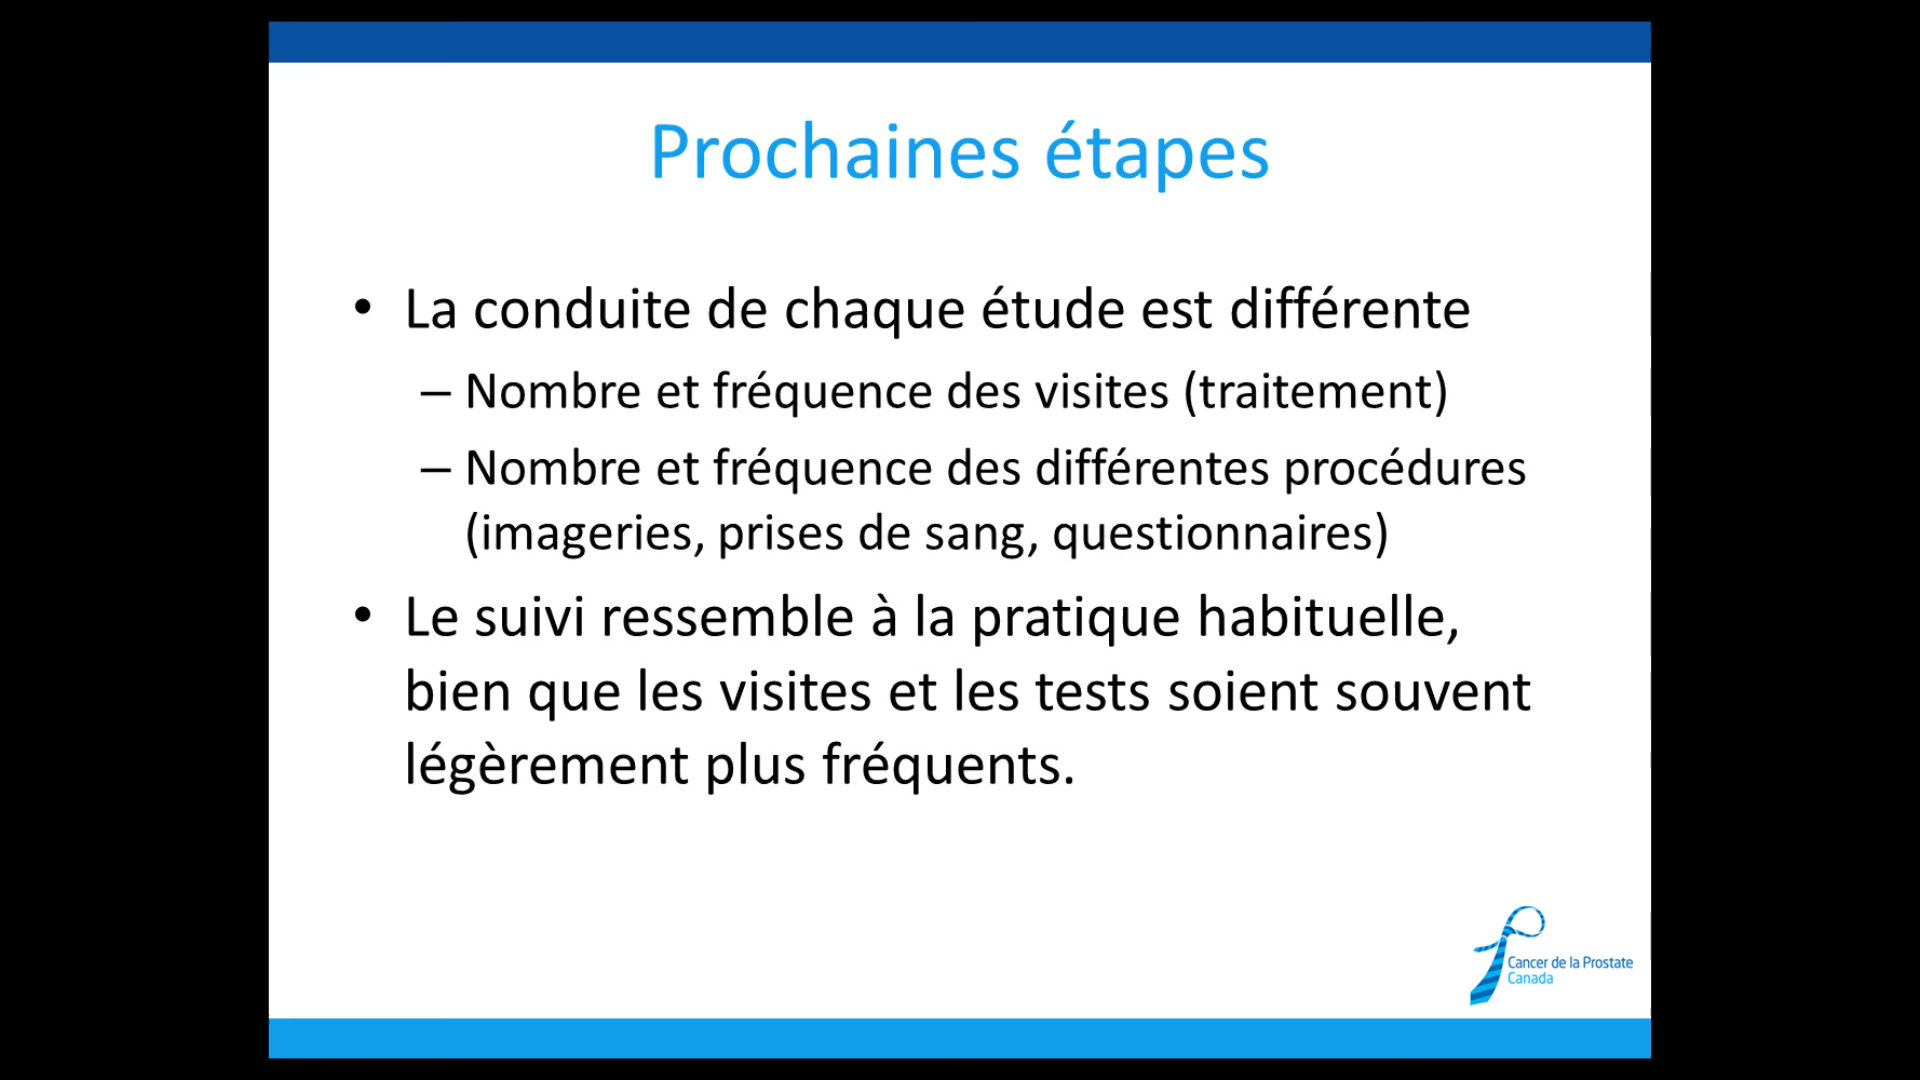 Prochaines étapes
• La conduite de chaque étude est différente
– Nombre et fréquence des visites (traitement)
– Nombre et fréquence des différentes procédures
(imageries, prises de sang, questionnaires)
• Le suivi ressemble à la pratique habituelle,
bien que les visites et les tests soient souvent
légèrement plus fréquents.
Cancer de la Prostate
Canada